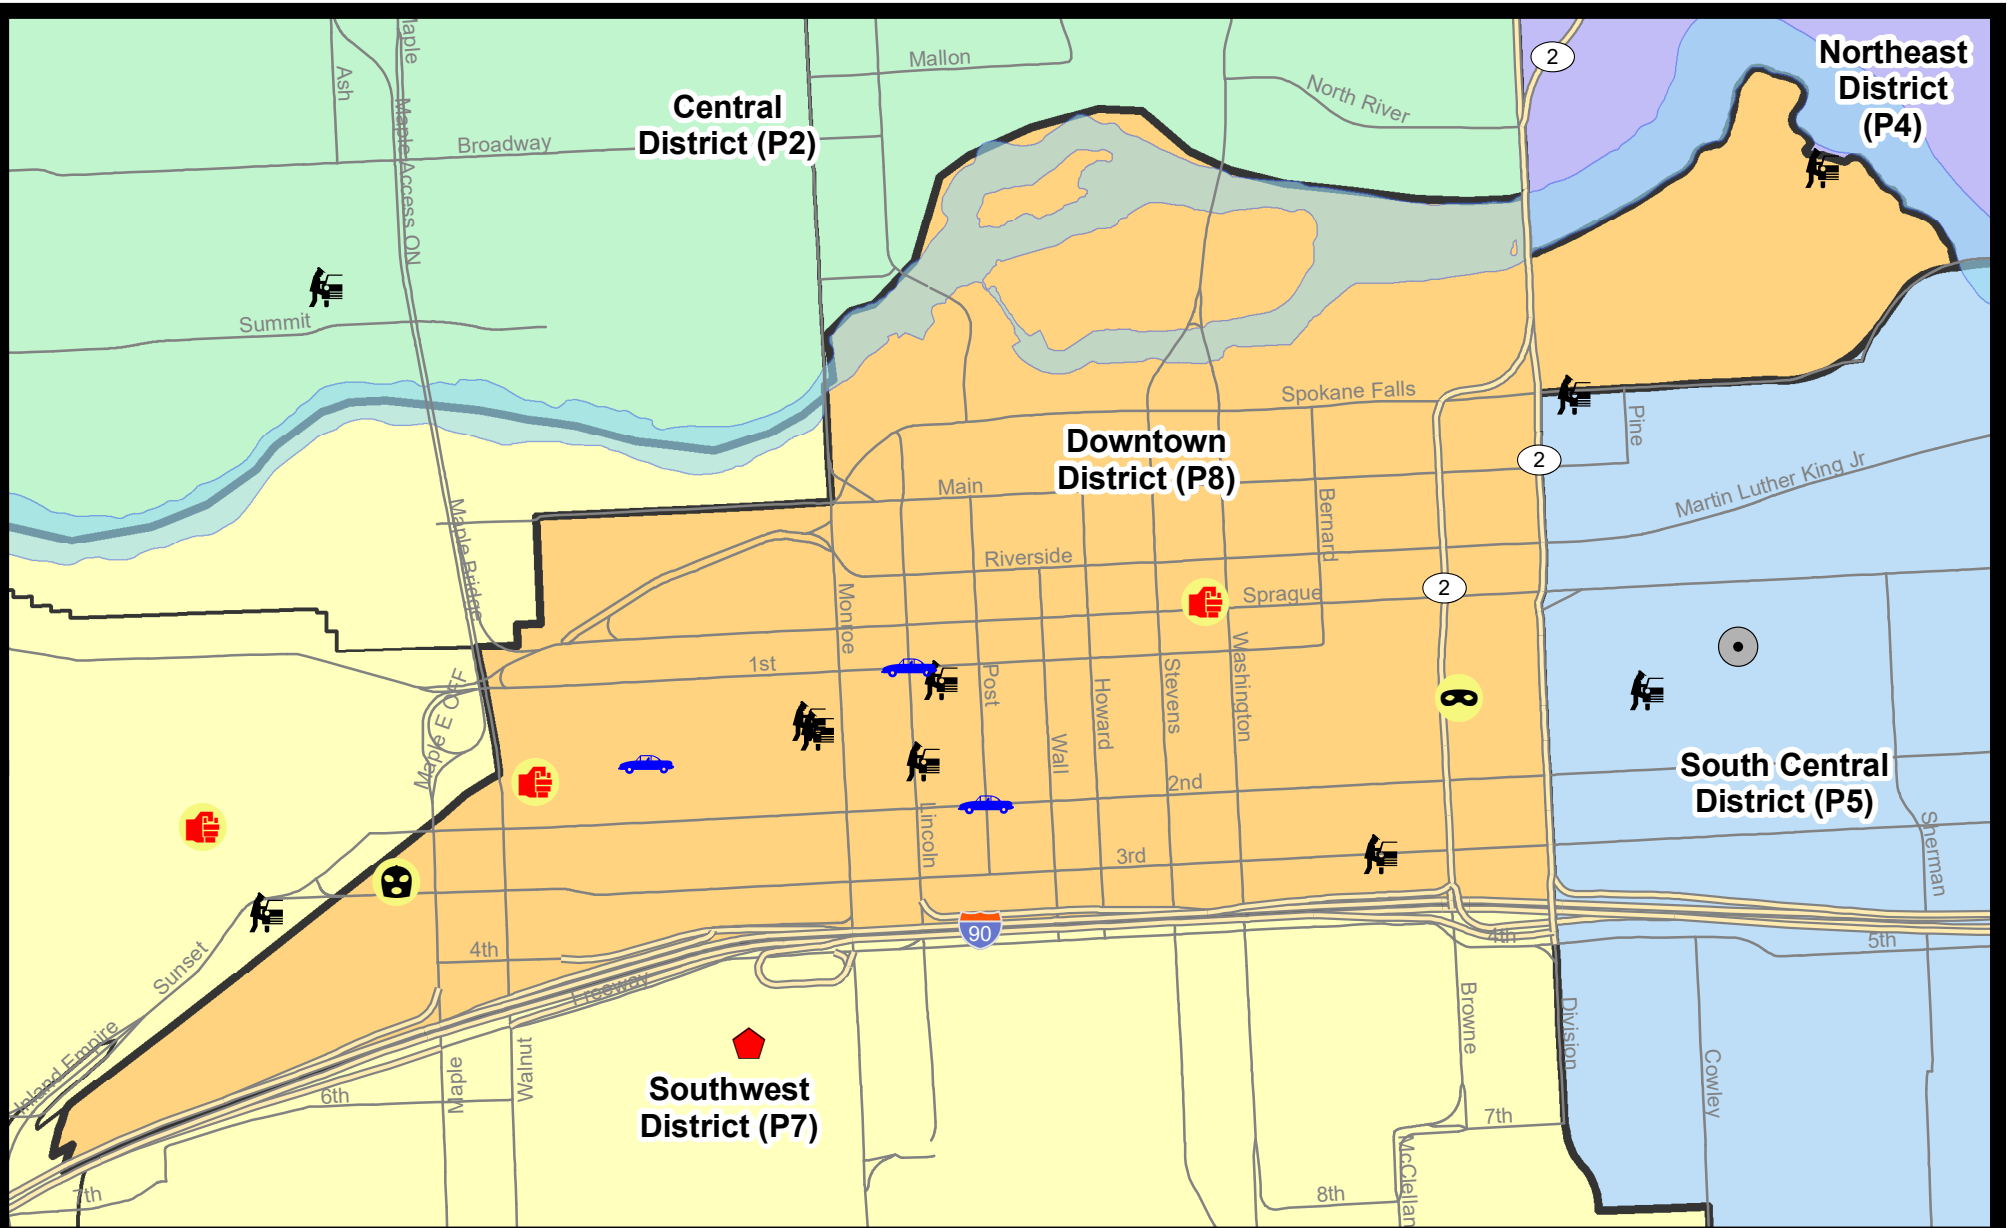 Maple
Ash
Mallon
2
Northeast
District
(P4)
North River
Central
District (P2)
Broadway
Maple Access ON
Summit
Spokane Falls
Pine
Downtown
District (P8)
2
Main
Martin Luther King Jr
Bernard
Maple Bridge
Riverside
Monroe
2
Sprague
1st
Post
Stevens
Washington
Maple E OFF
Howard
Wall
2nd
South Central
District (P5)
Lincoln
3rd
Sherman
90
4th
4th
5th
Sunset
Freeway
Browne
Division
Inland Empire
Maple
Walnut
Cowley
6th
Southwest
District (P7)
7th
McClellan
7th
8th